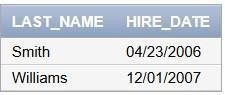 LAST_NAME HIRE_DATE
Smith 04/23/2006
Williams 12/01/2007